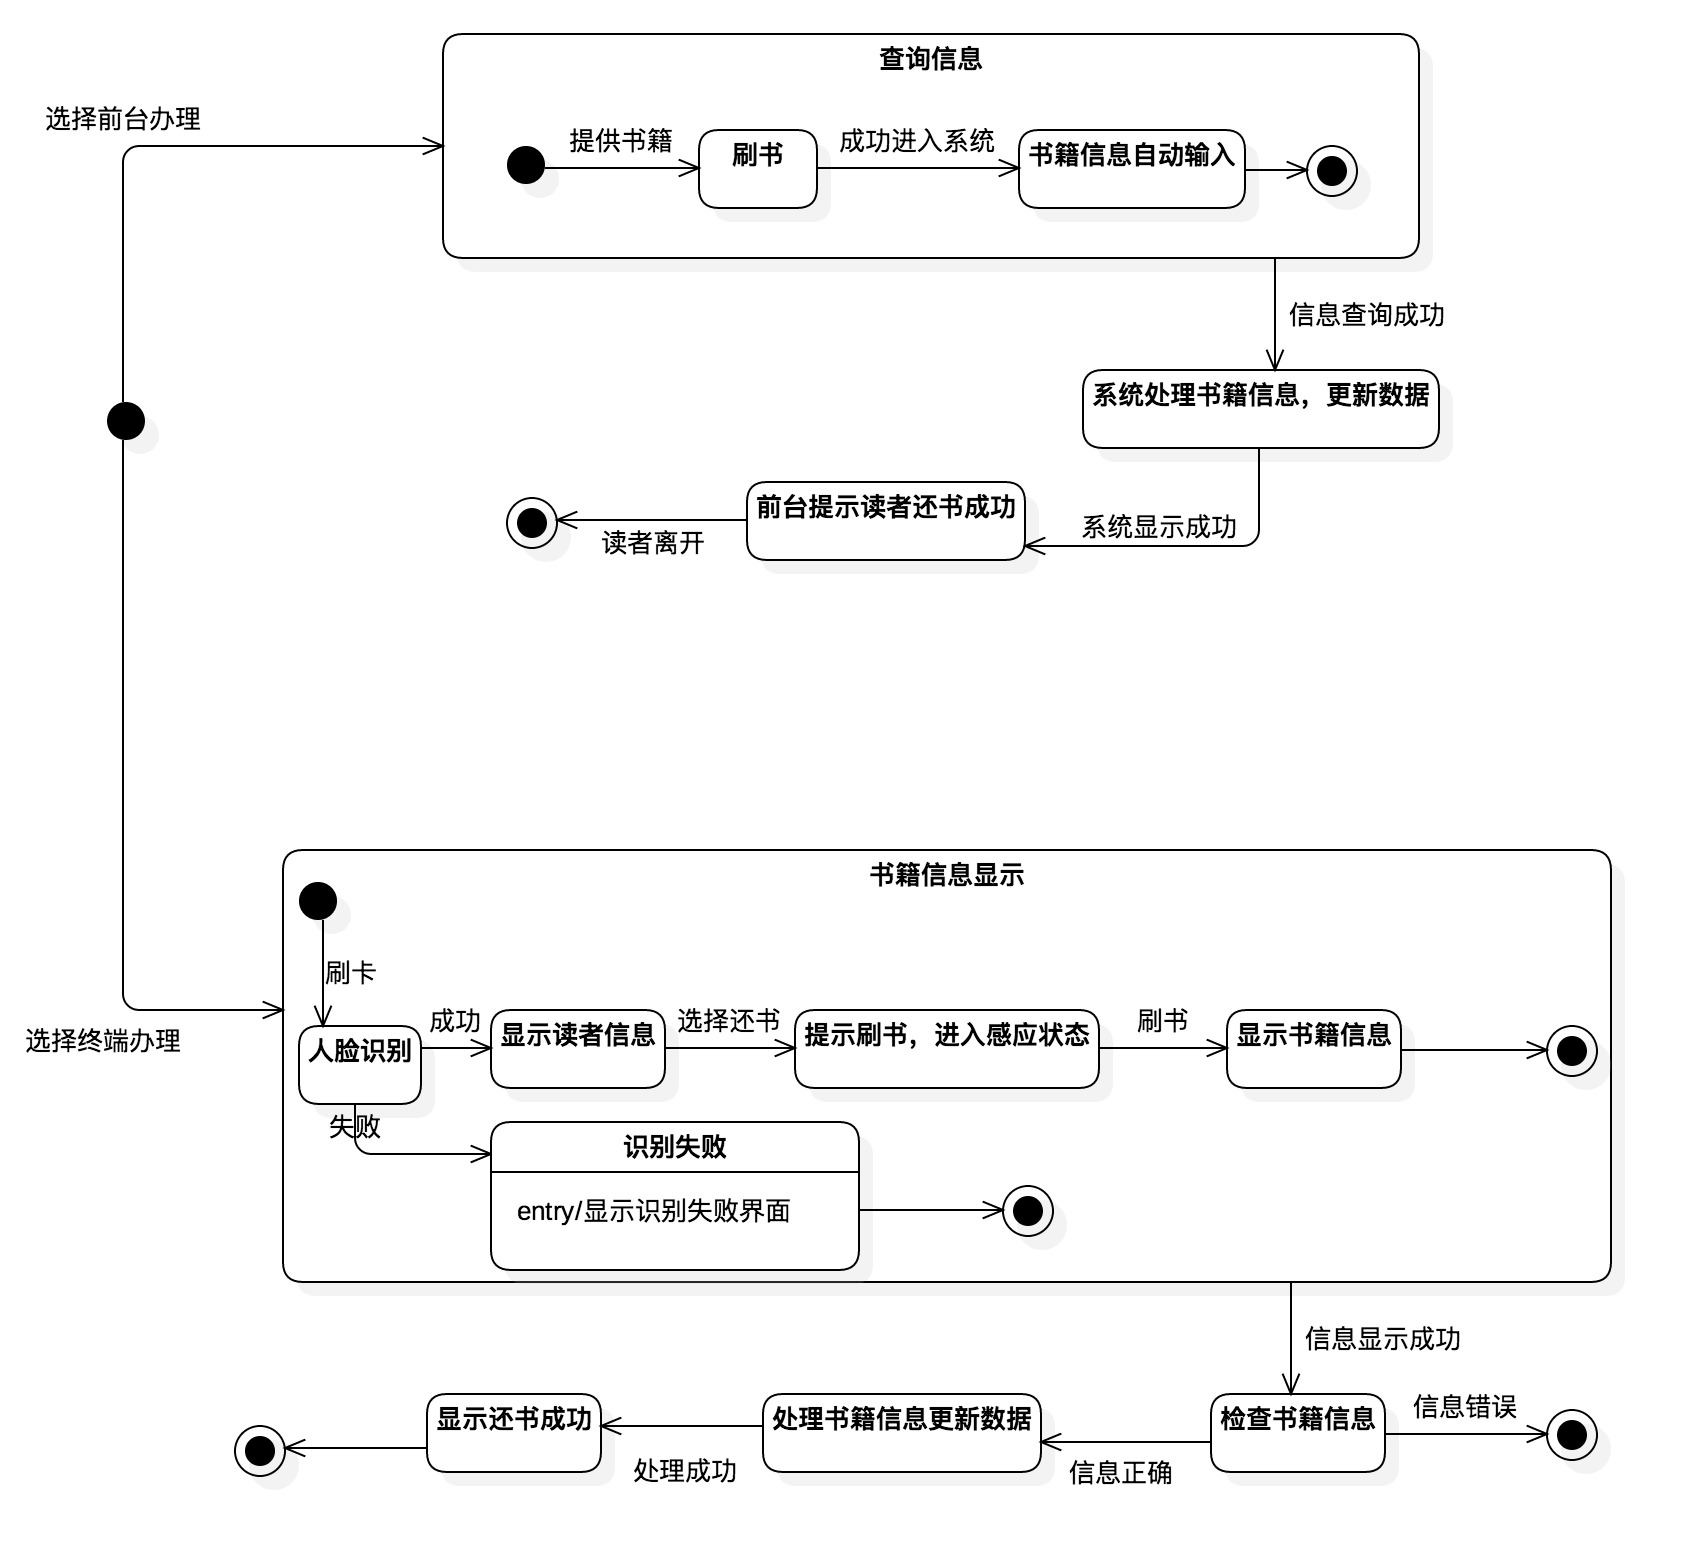 查询信息
选择前台办理
提供书籍
刷书
成功进入系统
书籍信息自动输入
信息查询成功
系统处理书籍信息，更新数据
系统显示成功
前台提示读者还书成功
读者离开
选择终端办理
书籍信息显示
刷卡
人脸识别
成功
显示读者信息
选择还书
提示刷书，进入感应状态
刷书
显示书籍信息
失败
识别失败
entry/显示识别失败界面
信息显示成功
检查书籍信息
信息错误
信息正确
处理书籍信息更新数据
处理成功
显示还书成功